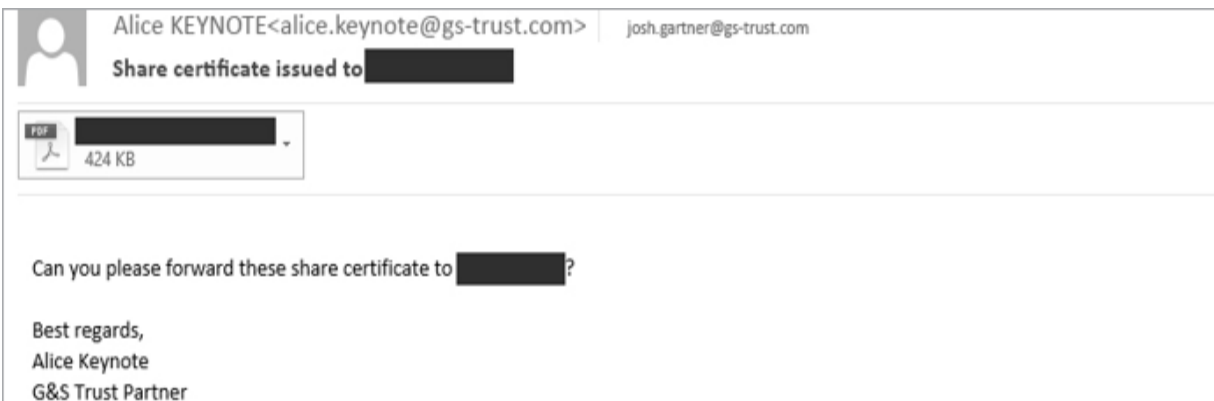 Alice KEYNOTE<alice.keynote@gs-trust.com> josh.gartner@gs-trust.com
Share certificate issued to
PDF
424 KB
Can you please forward these share certificate to ?
Best regards,
Alice Keynote
G&S Trust Partner